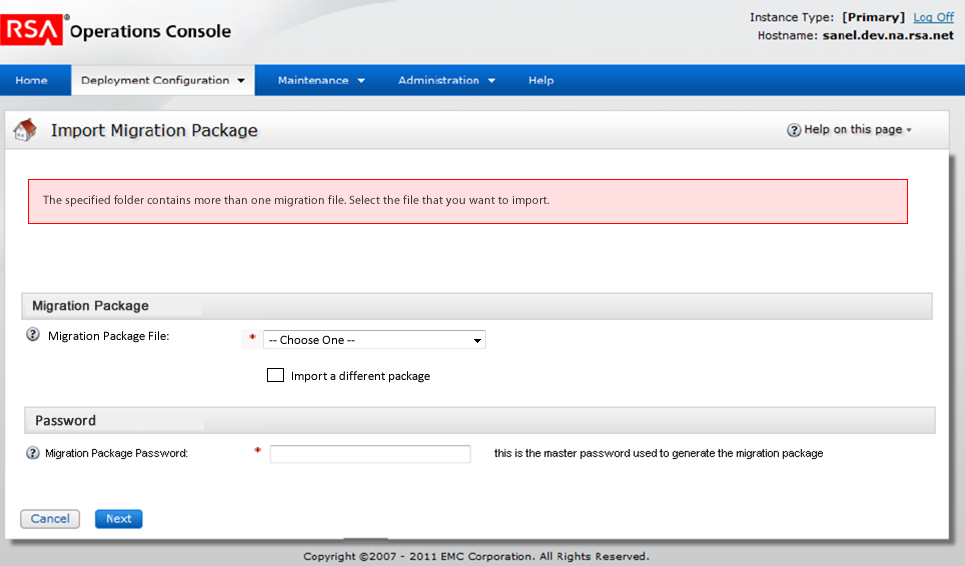 RSA® Operations Console
Instance Type: [Primary] Log Off
Hostname: sanel.dev.na.rsa.net
Home Deployment Configuration Maintenance Administration Help
Import Migration Package
Help on this page
The specified folder contains more than one migration file. Select the file that you want to import.
Migration Package
? Migration Package File: * -- Choose One --
Import a different package
Password
? Migration Package Password: * this is the master password used to generate the migration package
Cancel Next
Copyright ©2007 - 2011 EMC Corporation. All Rights Reserved.